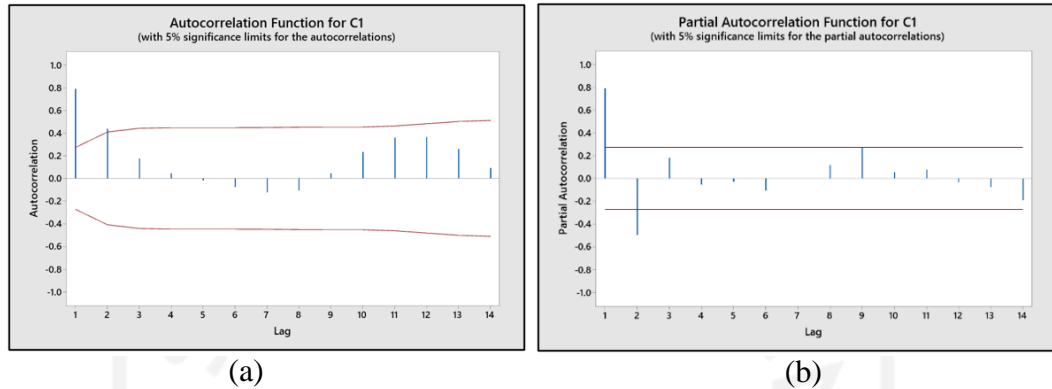 Autocorrelation Function for C1
(with 5% significance limits for the autocorrelations)
1.0
0.8
0.6
0.4
0.2
0.0
-0.2
-0.4
-0.6
-0.8
-1.0
Autocorrelation
1 2 3 4 5 6 7 8 9 10 11 12 13 14
Lag
(a)
Partial Autocorrelation Function for C1
(with 5% significance limits for the partial autocorrelations)
1.0
0.8
0.6
0.4
0.2
0.0
-0.2
-0.4
-0.6
-0.8
-1.0
Partial Autocorrelation
1 2 3 4 5 6 7 8 9 10 11 12 13 14
Lag
(b)